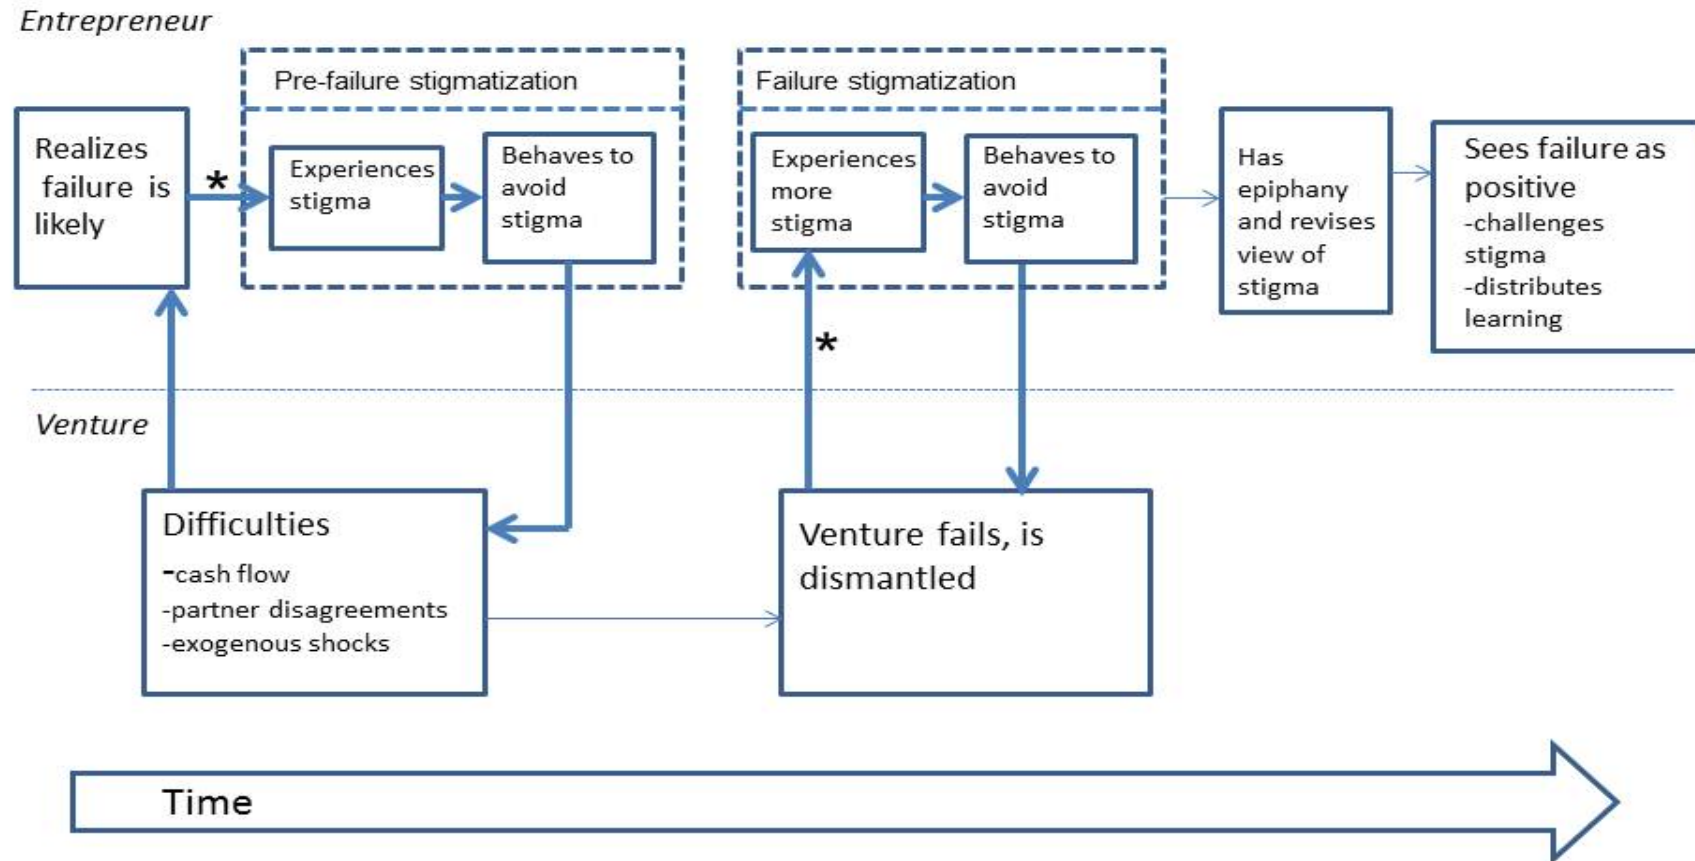 Entrepreneur
Pre-failure stigmatization
Failure stigmatization
Realizes
failure is
likely
*
Experiences
stigma
Behaves to
avoid
stigma
Experiences
more
stigma
Behaves to
avoid
stigma
Has
epiphany
and revises
view of
stigma
Sees failure as
positive
-challenges
stigma
-distributes
learning
*
Venture
Difficulties
-cash flow
-partner disagreements
-exogenous shocks
Venture fails, is
dismantled
Time